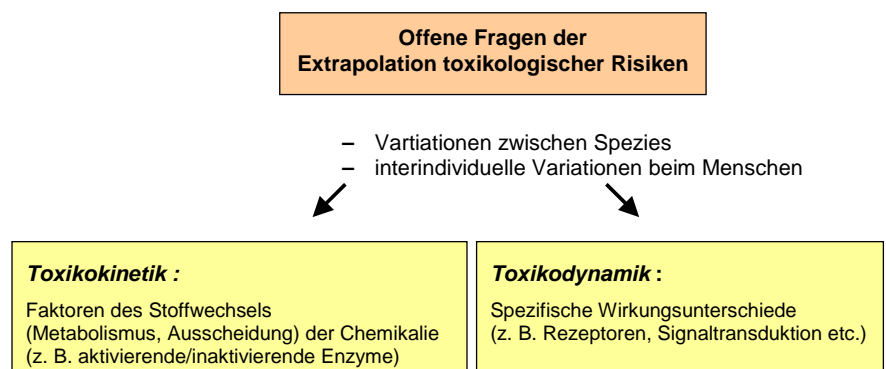 Offene Fragen der
Extrapolation toxikologischer Risiken
– Vartiationen zwischen Spezies
– interindividuelle Variationen beim Menschen
Toxikokinetik :
Faktoren des Stoffwechsels
(Metabolismus, Ausscheidung) der Chemikalie
(z. B. aktivierende/inaktivierende Enzyme)
Toxikodynamik :
Spezifische Wirkungsunterschiede
(z. B. Rezeptoren, Signaltransduktion etc.)